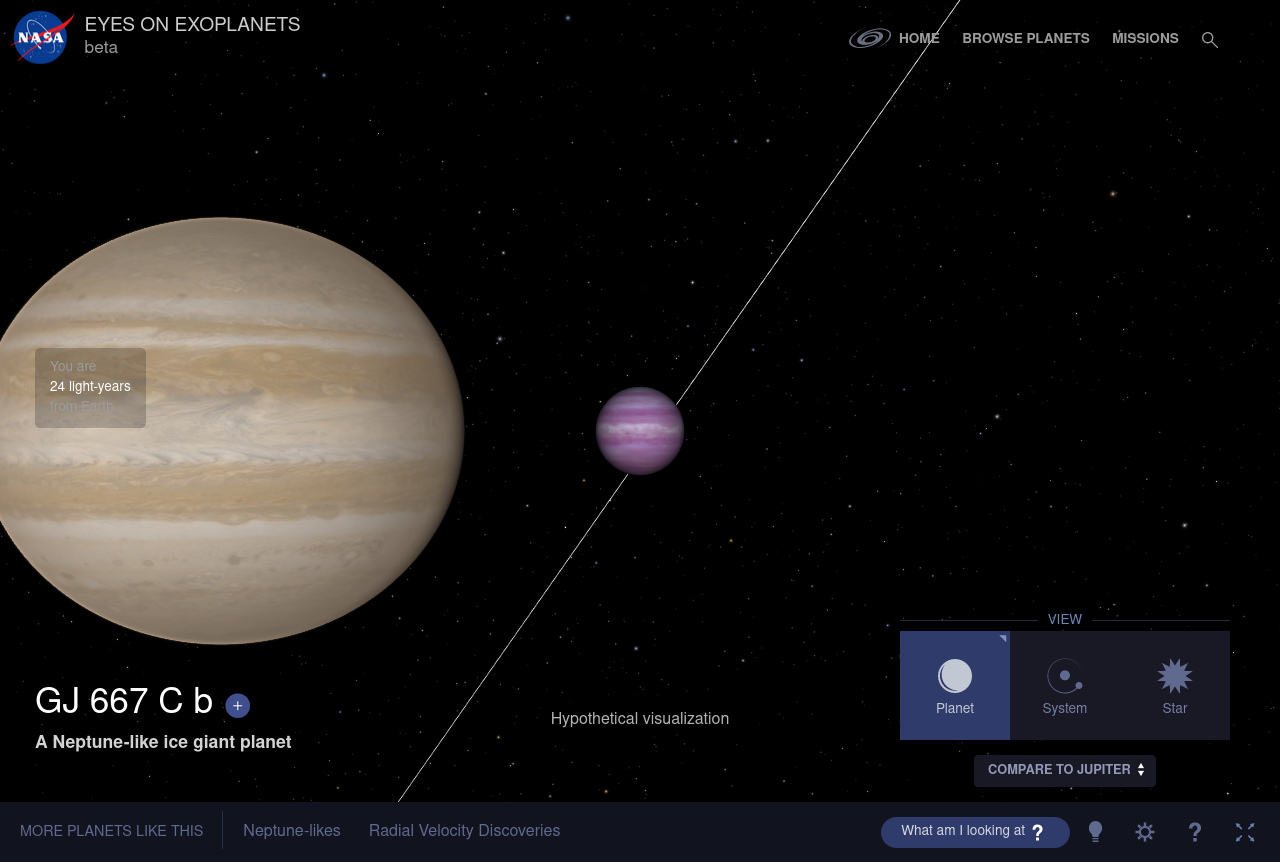 NASA
EYES ON EXOPLANETS
beta
HOME
BROWSE PLANETS
MISSIONS
You are
24 light-years
from Earth
GJ 667 C b +
A Neptune-like ice giant planet
Hypothetical visualization
VIEW
Planet
System
Star
COMPARE TO JUPITER
MORE PLANETS LIKE THIS
Neptune-likes
Radial Velocity Discoveries
What am I looking at ?
?